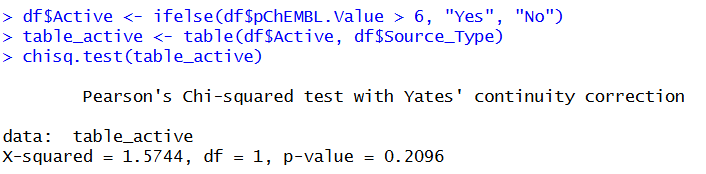 > df$Active <- ifelse(df$pChEMBL.Value > 6, "Yes", "No")
> table_active <- table(df$Active, df$Source_Type)
> chisq.test(table_active)
Pearson's Chi-squared test with Yates' continuity correction
data:  table_active
X-squared = 1.5744, df = 1, p-value = 0.2096